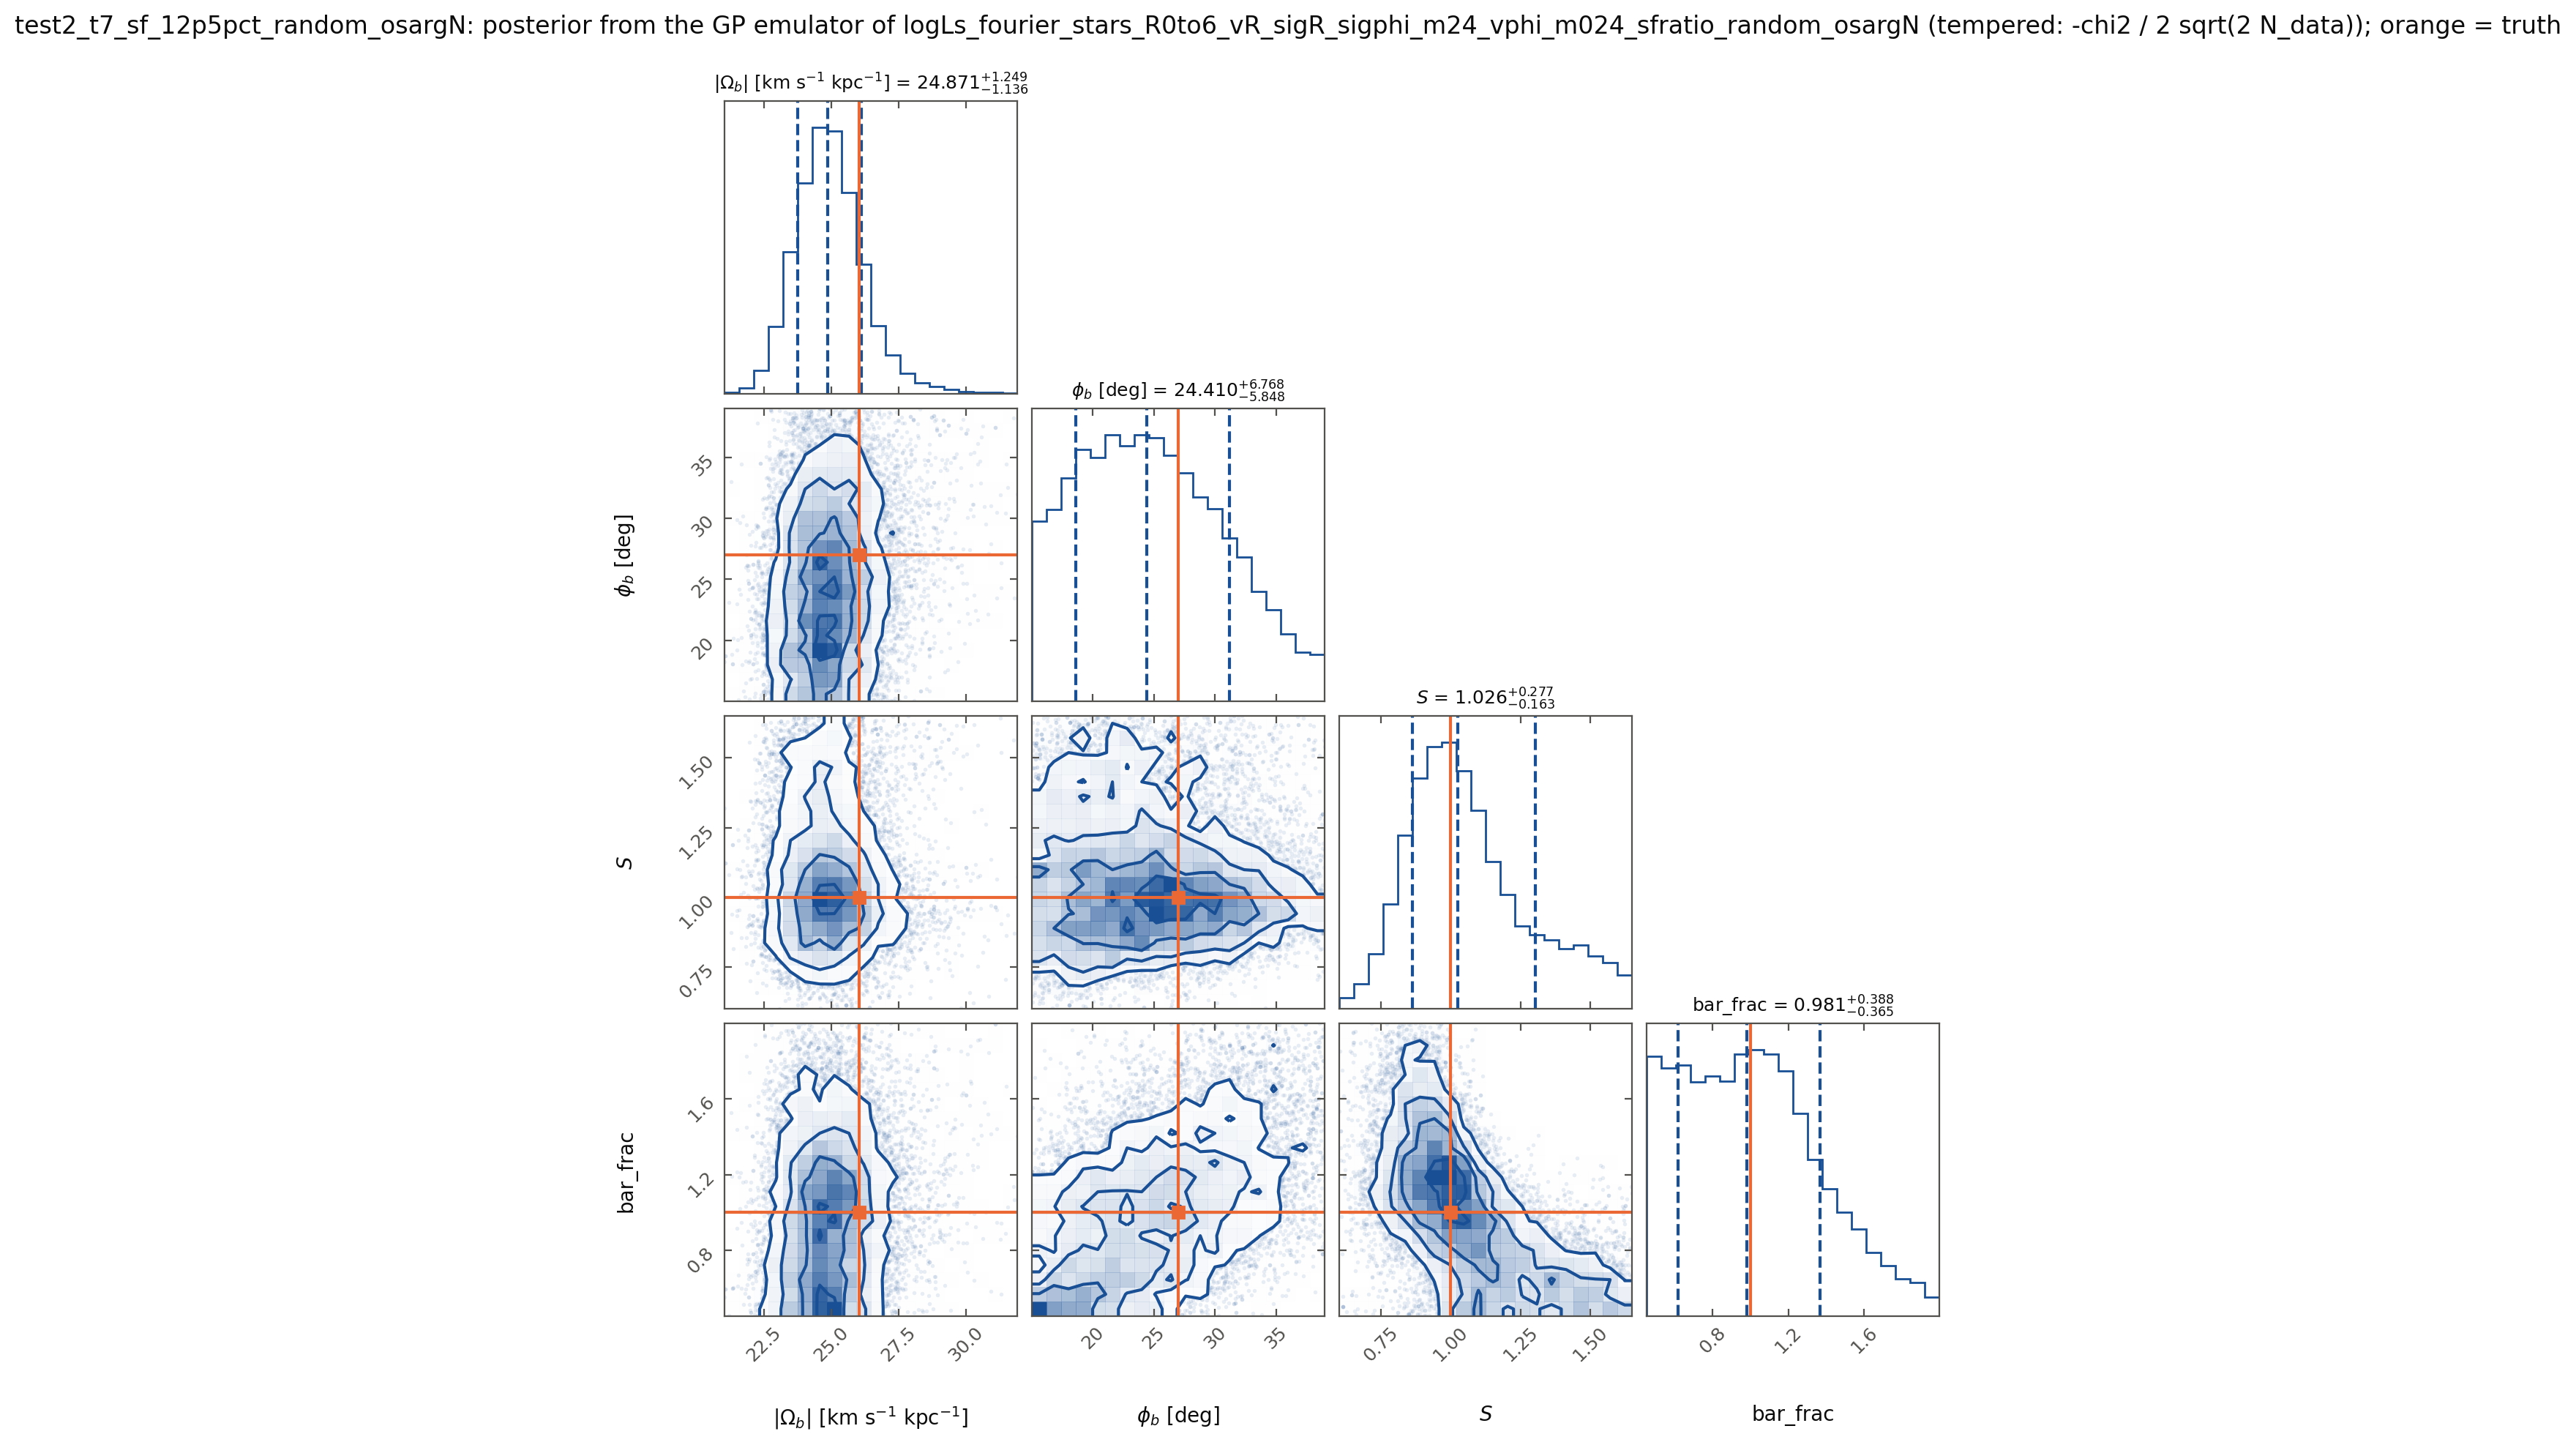 test2_t7_sf_12p5pct_random_osargN: posterior from the GP emulator of logLs_fourier_stars_R0to6_vR_sigR_sigphi_m24_vphi_m024_sfratio_random_osargN (tempered: -chi2 / 2 sqrt(2 N_data)); orange = truth
|Ω_b| [km s⁻¹ kpc⁻¹] = 24.871^{+1.249}_{−1.136}
ϕ_b [deg] = 24.410^{+6.768}_{−5.848}
35
30
25
20
ϕ_b [deg]
S = 1.026^{+0.277}_{−0.163}
1.50
1.25
1.00
0.75
S
bar_frac = 0.981^{+0.388}_{−0.365}
1.6
1.2
0.8
bar_frac
22.5 25.0 27.5 30.0 20 25 30 35 0.75 1.00 1.25 1.50 0.8 1.2 1.6
|Ω_b| [km s⁻¹ kpc⁻¹] ϕ_b [deg] S bar_frac